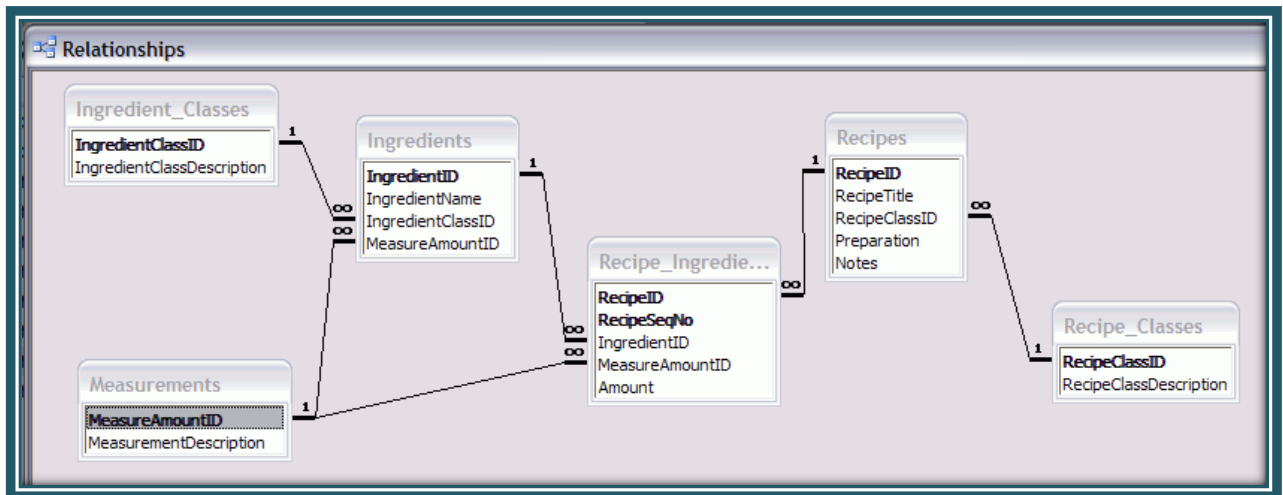 Relationships
Ingredient_Classes
IngredientClassID
IngredientClassDescription
1
Ingredients
IngredientID
IngredientName
IngredientClassID
MeasureAmountID
1
∞
∞
Measurements
MeasureAmountID
MeasurementDescription
1
Recipe_Ingredie...
RecipeID
RecipeSeqNo
IngredientID
MeasureAmountID
Amount
∞
∞
∞
Recipes
RecipeID
RecipeTitle
RecipeClassID
Preparation
Notes
1
∞
Recipe_Classes
RecipeClassID
RecipeClassDescription
1